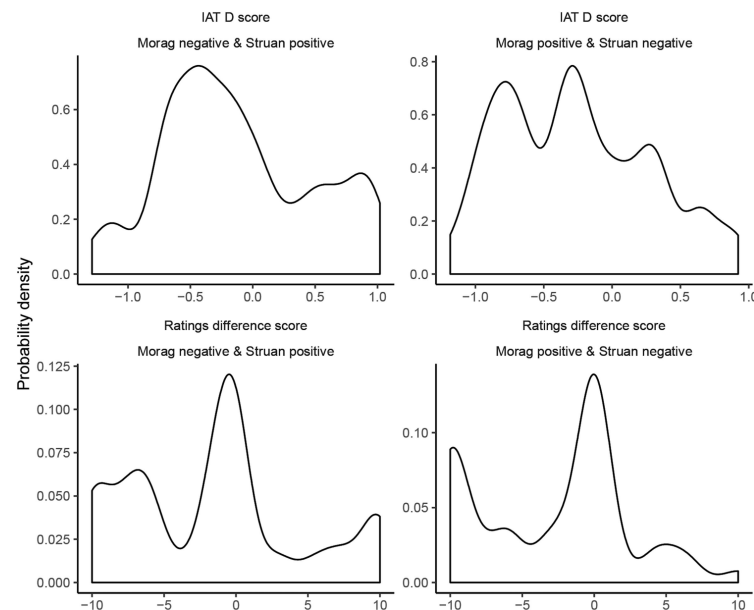 IAT D score
Morag negative & Struan positive
0.6
0.4
0.2
0.0
−1.0 −0.5 0.0 0.5 1.0
IAT D score
Morag positive & Struan negative
0.8
0.6
0.4
0.2
0.0
−1.0 −0.5 0.0 0.5 1.0
Probability density
Ratings difference score
Morag negative & Struan positive
0.125
0.100
0.075
0.050
0.025
0.000
−10 −5 0 5 10
Ratings difference score
Morag positive & Struan negative
0.10
0.05
0.00
−10 −5 0 5 10